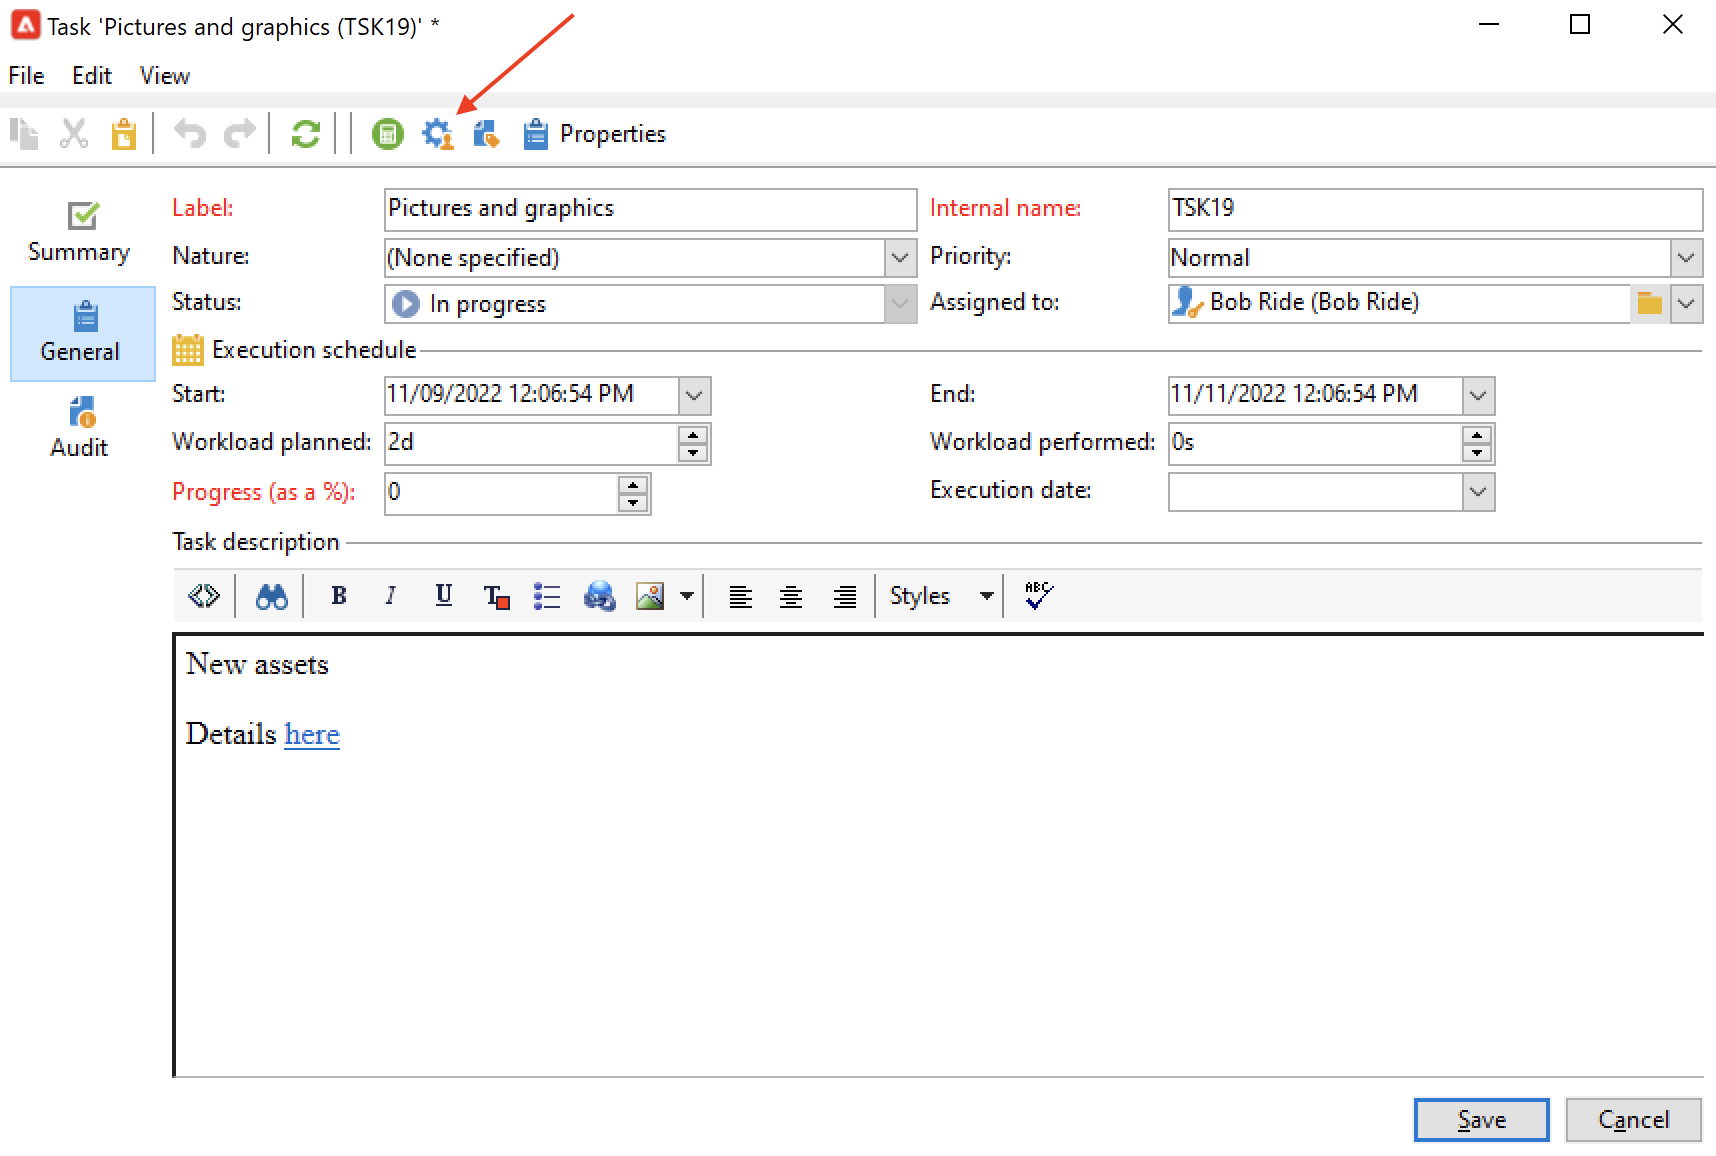 Task 'Pictures and graphics (TSK19)' *
File Edit View
Properties
Summary
General
Audit
Label: Pictures and graphics Internal name: TSK19
Nature: (None specified) Priority: Normal
Status: In progress Assigned to: Bob Ride (Bob Ride)
Execution schedule
Start: 11/09/2022 12:06:54 PM End: 11/11/2022 12:06:54 PM
Workload planned: 2d Workload performed: 0s
Progress (as a %): 0 Execution date:
Task description
B I U T Styles ABC
New assets
Details here
Save Cancel